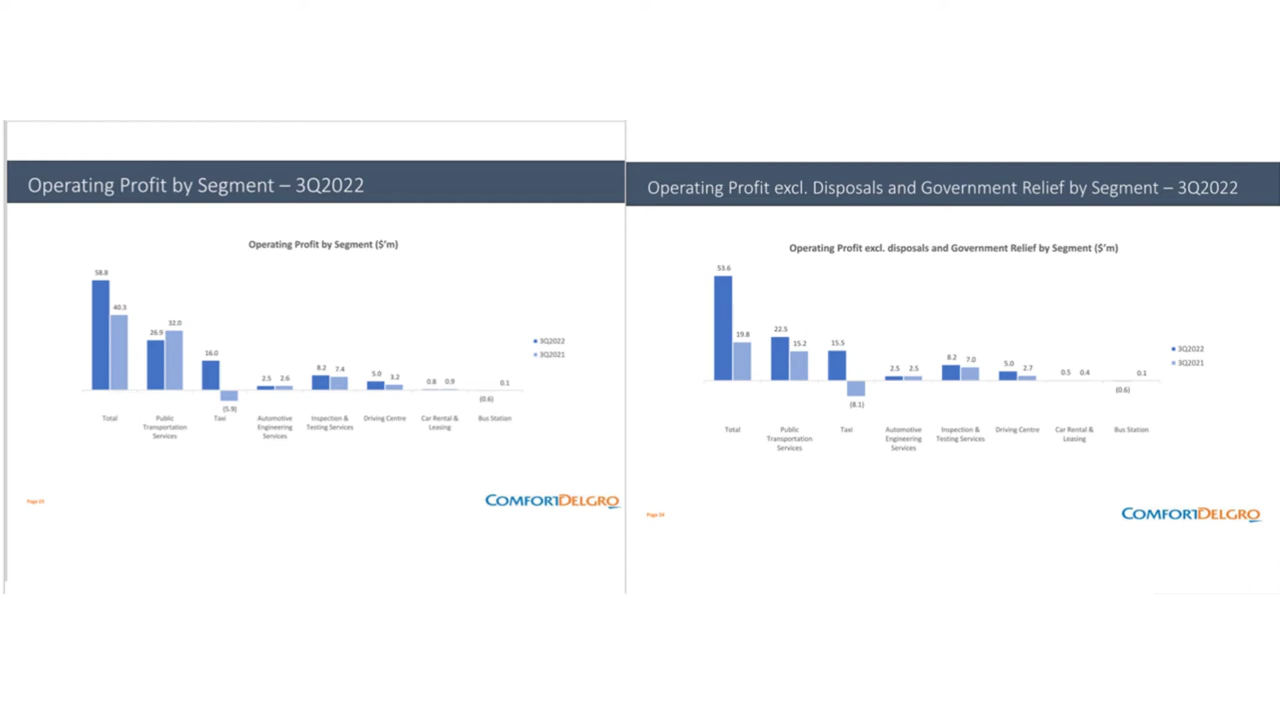 Operating Profit by Segment – 3Q2022
Operating Profit by Segment ($'m)
58.8
40.3
26.9
32.0
16.0
(5.9)
2.5
2.6
8.2
7.4
5.0
3.2
0.8
0.9
(0.6)
0.1
3Q2022
3Q2021
Total
Public
Transportation
Services
Taxi
Automotive
Engineering
Services
Inspection &
Testing Services
Driving Centre
Car Rental &
Leasing
Bus Station
Page 23
COMFORTDELGRO
Operating Profit excl. Disposals and Government Relief by Segment – 3Q2022
Operating Profit excl. disposals and Government Relief by Segment ($'m)
53.6
19.8
22.5
15.2
15.5
(8.1)
2.5
2.5
8.2
7.0
5.0
2.7
0.5
0.4
(0.6)
0.1
3Q2022
3Q2021
Total
Public
Transportation
Services
Taxi
Automotive
Engineering
Services
Inspection &
Testing Services
Driving Centre
Car Rental &
Leasing
Bus Station
Page 24
COMFORTDELGRO